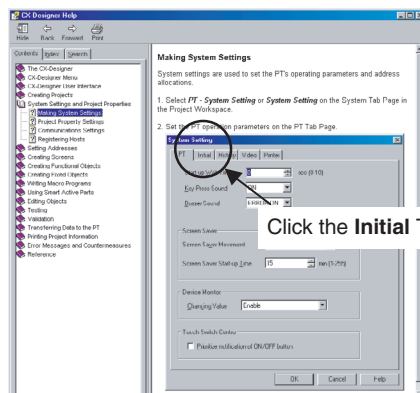 CX-Designer Help
Hide Back Forward Print
Contents Index Search
The CX-Designer
CX-Designer Menu
CX-Designer User Interface
Creating Projects
System Settings and Project Properties
Making System Settings
Project Property Settings
Communications Settings
Registering Hosts
Setting Addresses
Creating Screens
Creating Functional Objects
Creating Fixed Objects
Writing Macro Programs
Using Smart Active Parts
Editing Objects
Testing
Validation
Transferring Data to the PT
Printing Project Information
Error Messages and Countermeasures
Reference
Making System Settings
System settings are used to set the PT's operating parameters and address
allocations.
1. Select PT - System Setting or System Setting on the System Tab Page in
the Project Workspace.
2. Set the PT operation parameters on the PT Tab Page.
System Setting
PT Initial History Video Printer
Start-up Wait 0 sec (0-10)
Key Press Sound ON
Buzzer Sound ERROR ON
Click the Initial T
Screen Saver
Screen Saver Movement
Screen Saver Start-up Time 15 min (1-255)
Device Monitor
Changing Value Enable
Touch Switch Control
Prioritize notification of ON/OFF button
OK Cancel Help